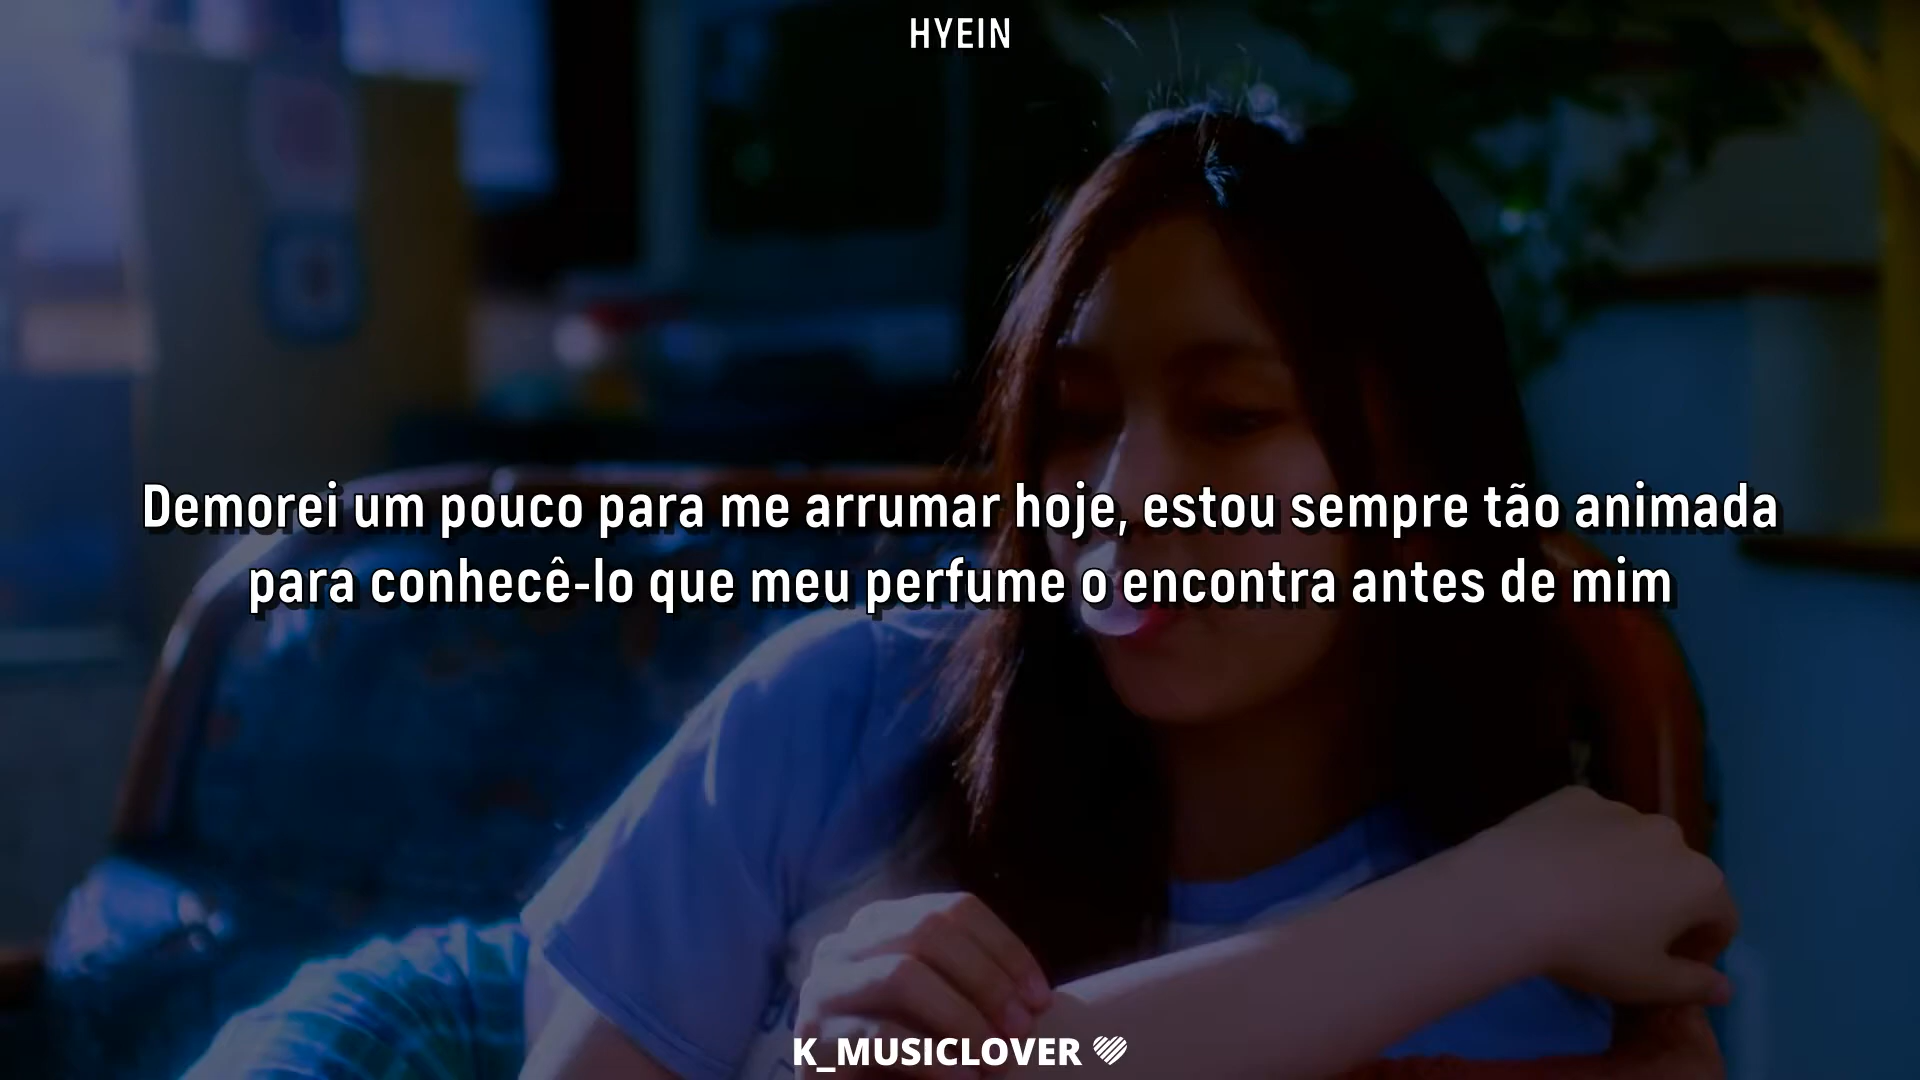 HYEIN
Demorei um pouco para me arrumar hoje, estou sempre tão animada
para conhecê-lo que meu perfume o encontra antes de mim
K_MUSICLOVER